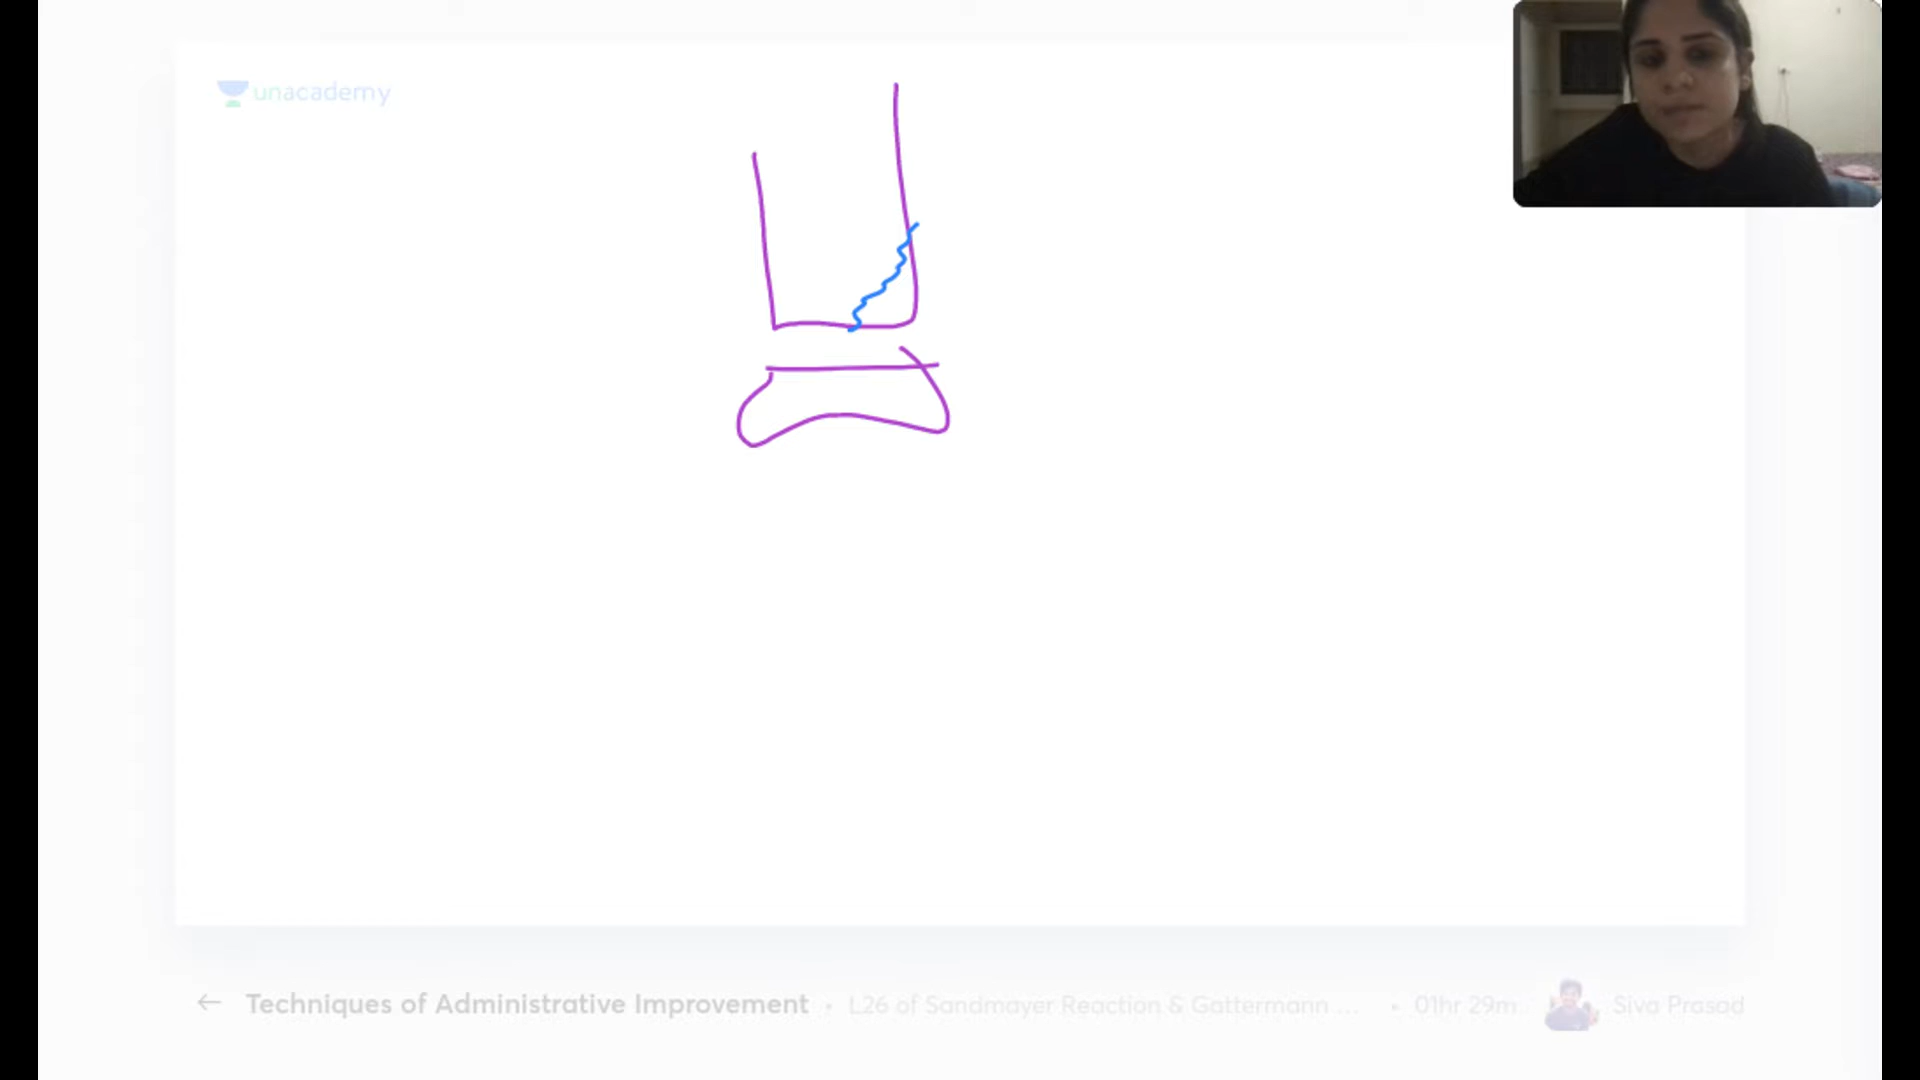 unacademy
← Techniques of Administrative Improvement • L26 of Sandmayer Reaction & Gattermann ... • 01hr 29m Siva Prasad